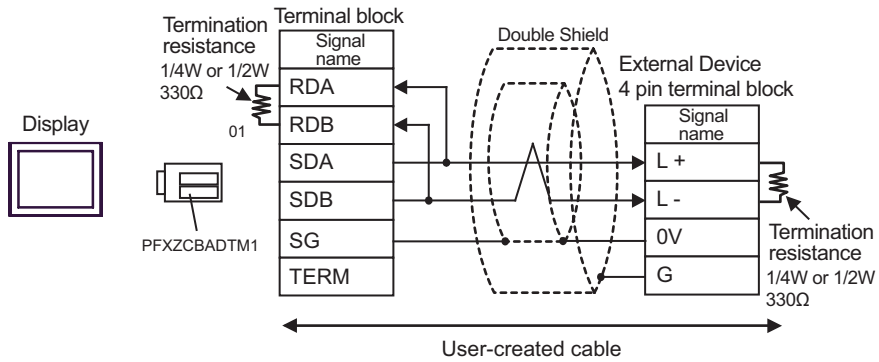 Terminal block
Termination
resistance
1/4W or 1/2W
330Ω
01
Signal
name
RDA
RDB
SDA
SDB
SG
TERM
Display
PFXZCBADTM1
Double Shield
External Device
4 pin terminal block
Signal
name
L +
L -
0V
G
Termination
resistance
1/4W or 1/2W
330Ω
User-created cable